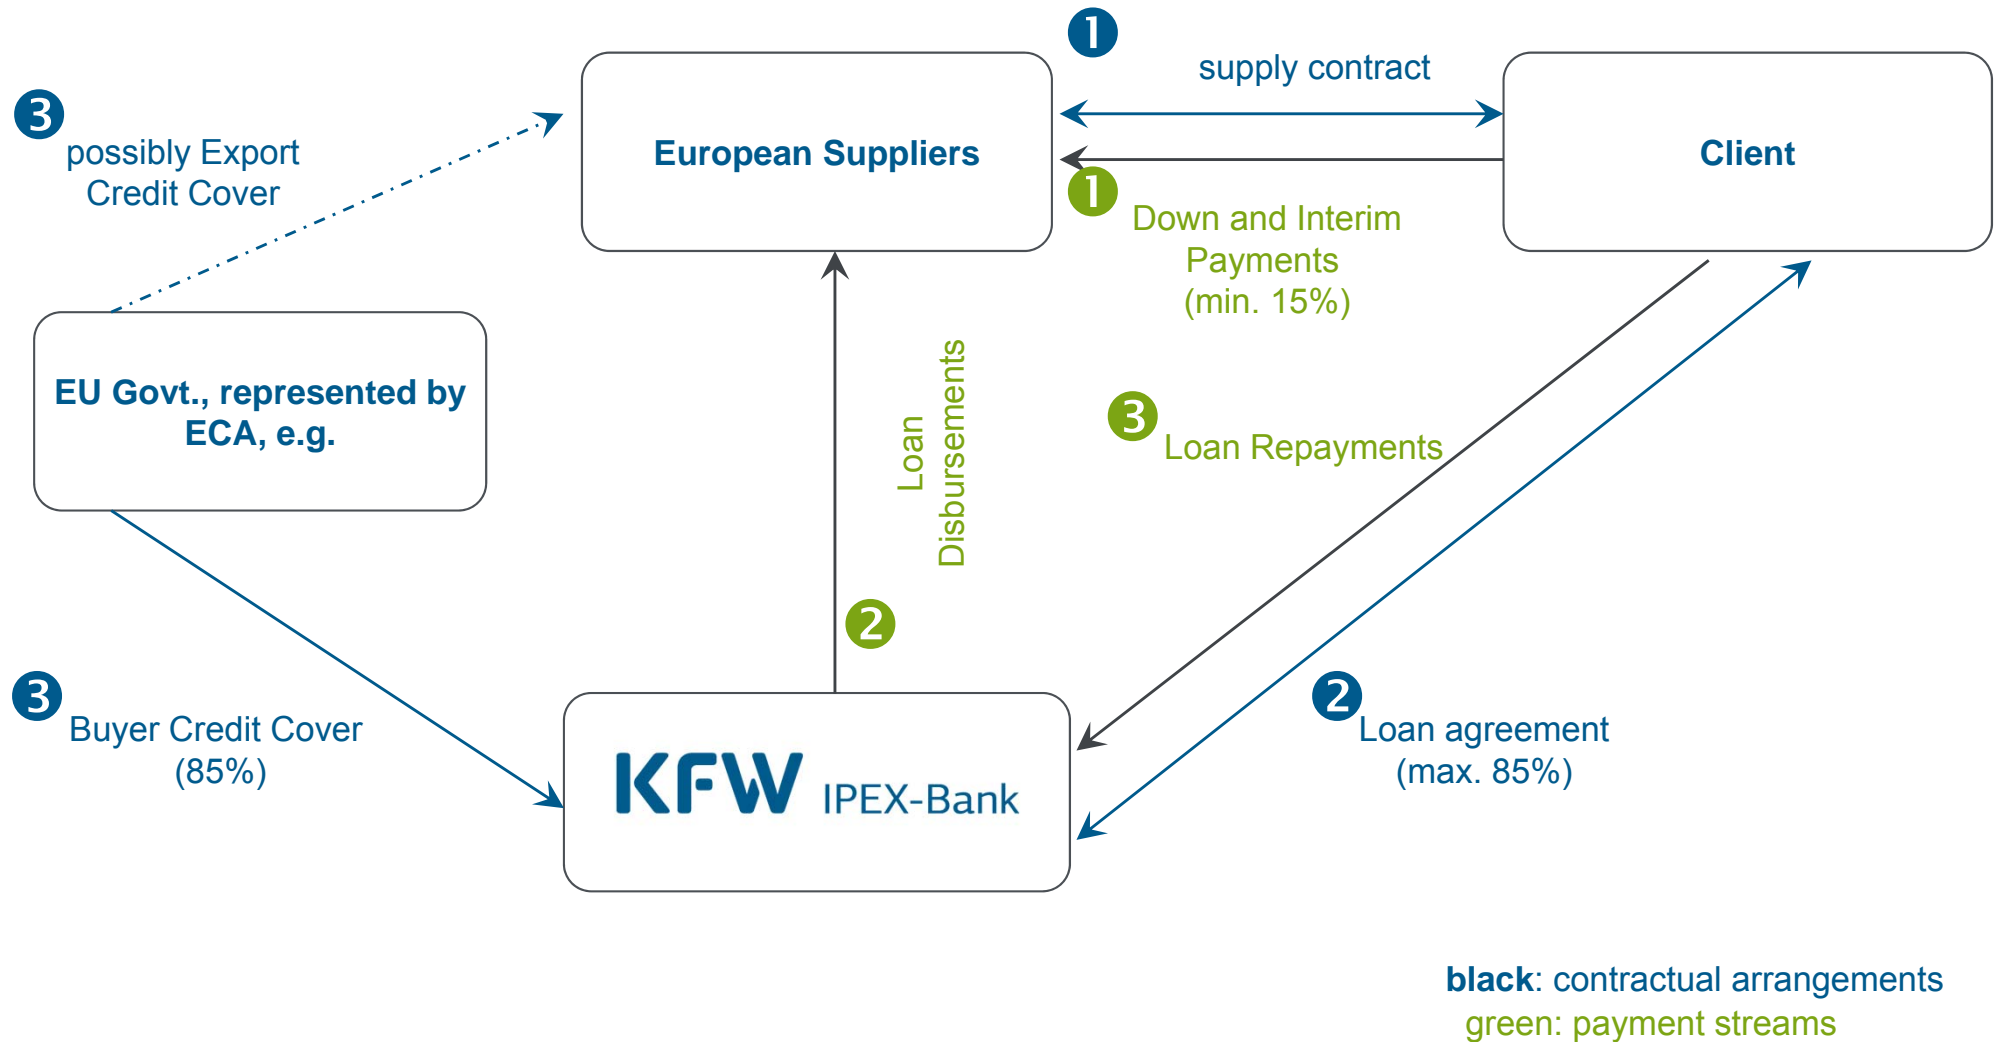 1
supply contract
3
possibly Export
Credit Cover
European Suppliers
Client
1
Down and Interim
Payments
(min. 15%)
EU Govt., represented by
ECA, e.g.
Loan
Disbursements
3
Loan Repayments
2
3
Buyer Credit Cover
(85%)
KFW IPEX-Bank
2
Loan agreement
(max. 85%)
black: contractual arrangements
green: payment streams